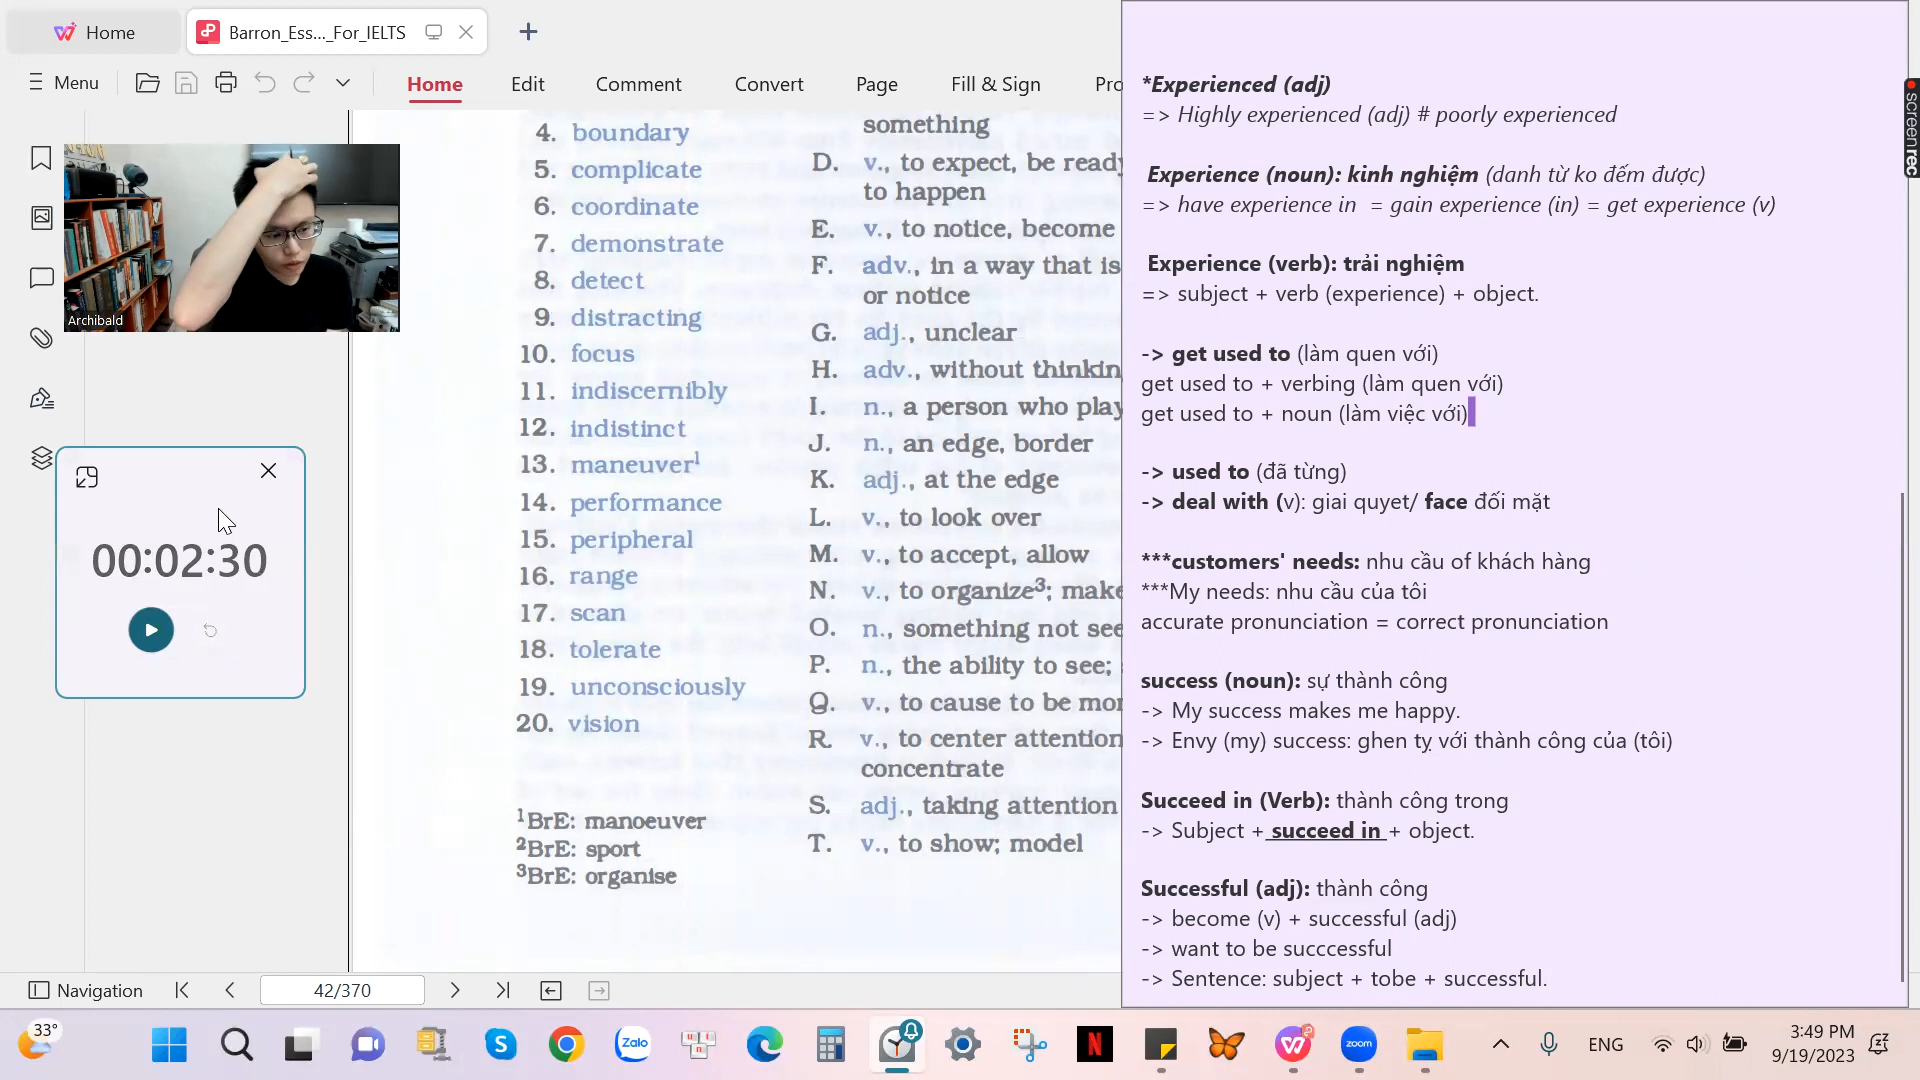 Home
Barron_Ess..._For_IELTS
Menu
Home
Edit
Comment
Convert
Page
Fill & Sign
Archibald
00:02:30
4. boundary
5. complicate
6. coordinate
7. demonstrate
8. detect
9. distracting
10. focus
11. indiscernibly
12. indistinct
13. maneuver¹
14. performance
15. peripheral
16. range
17. scan
18. tolerate
19. unconsciously
20. vision
¹BrE: manoeuver
²BrE: sport
³BrE: organise
something
D. v., to expect, be ready
to happen
E. v., to notice, become
F. adv., in a way that is
or notice
G. adj., unclear
H. adv., without
I. n., a person who
J. n., an edge, border
K. adj., at the edge
L. v., to look over
M. v., to accept, allow
N. v., to organize³; make
O. n., something not
P. n., the ability to see;
Q. v., to cause to be
R. v., to center attention
concentrate
S. adj., taking attention
T. v., to show; model
*Experienced (adj)
=> Highly experienced (adj) # poorly experienced
Experience (noun): kinh nghiệm (danh từ ko đếm được)
=> have experience in = gain experience (in) = get experience (v)
Experience (verb): trải nghiệm
=> subject + verb (experience) + object.
-> get used to (làm quen với)
get used to + verbing (làm quen với)
get used to + noun (làm việc với)
-> used to (đã từng)
-> deal with (v): giai quyet/ face đối mặt
***customers' needs: nhu cầu of khách hàng
***My needs: nhu cầu của tôi
accurate pronunciation = correct pronunciation
success (noun): sự thành công
-> My success makes me happy.
-> Envy (my) success: ghen tỵ với thành công của (tôi)
Succeed in (Verb): thành công trong
-> Subject + succeed in + object.
Successful (adj): thành công
-> become (v) + successful (adj)
-> want to be succcessful
-> Sentence: subject + tobe + successful.
screenrec
Navigation
42/370
33°
Zalo
zoom
ENG
3:49 PM
9/19/2023